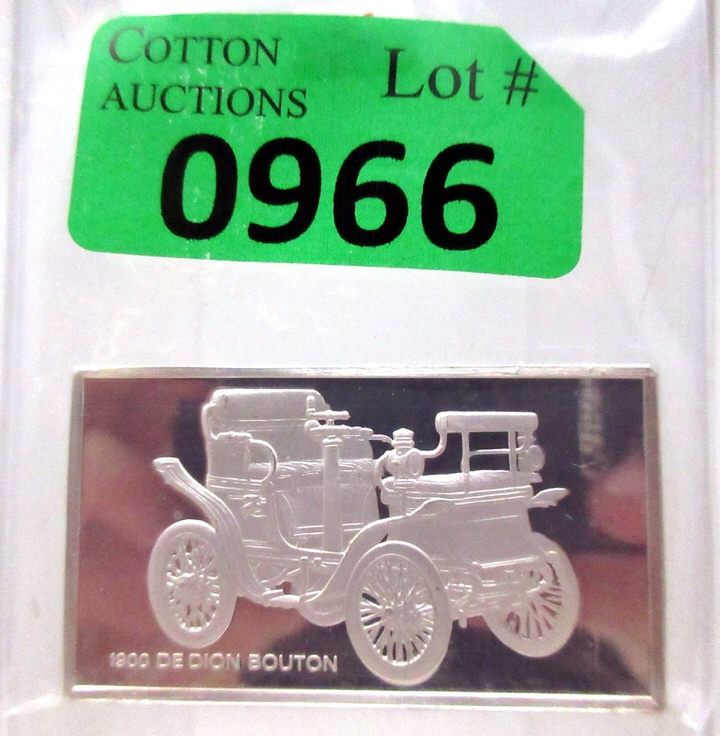 COTTON
AUCTIONS
Lot #
0966
1900 DE DION BOUTON